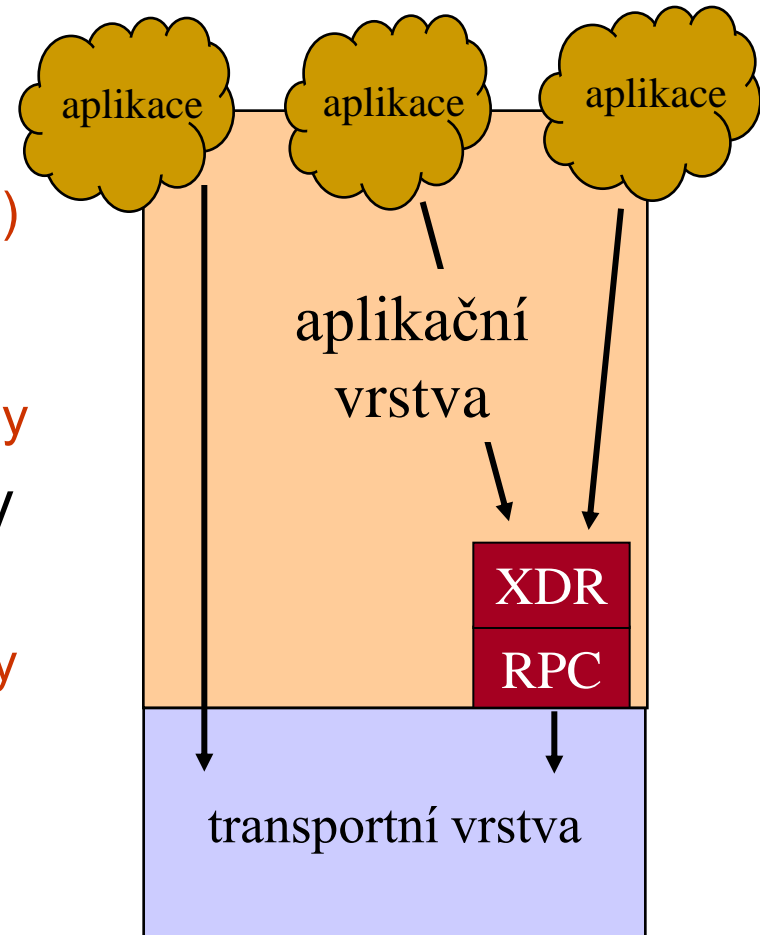 aplikace
aplikace
aplikace
)
aplikační
vrstva
y
y
XDR
RPC
y
transportní vrstva